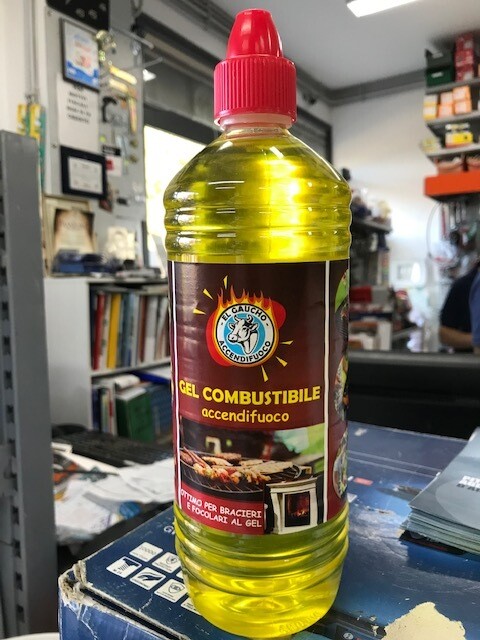 EL GAUCHO
ACCENDIFUOCO
GEL COMBUSTIBILE
accendifuoco
OTTIMO PER BRACIERI
E FOCOLARI AL GEL